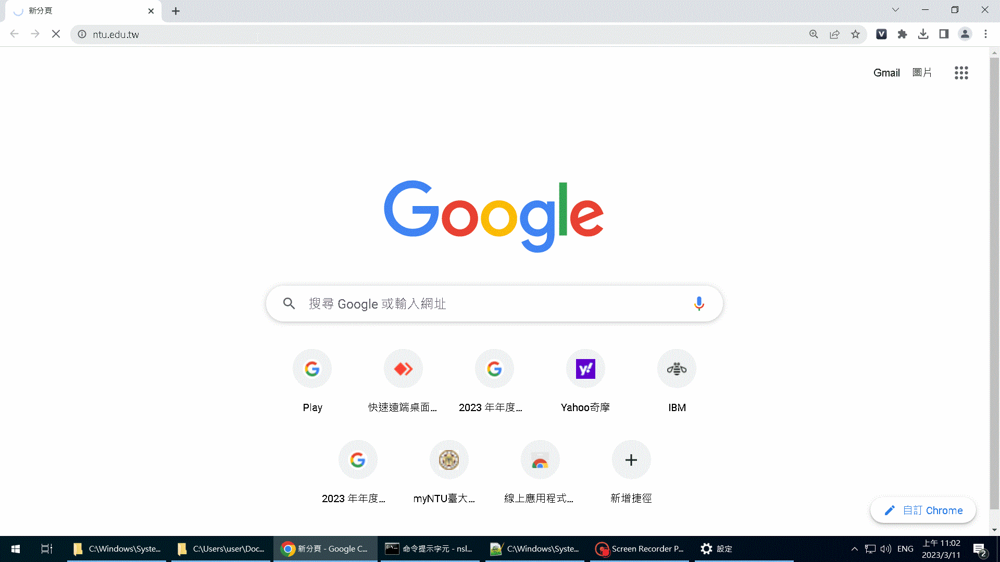 新分頁
ntu.edu.tw
Gmail 圖片
Google
搜尋 Google 或輸入網址
Play
快速遠端桌面...
2023 年年度...
Yahoo奇摩
IBM
2023 年年度...
myNTU臺大...
線上應用程式...
新增捷徑
自訂 Chrome
C:\Windows\Syste...
C:\Users\user\Doc...
新分頁 - Google C...
命令提示字元 - nsl...
C:\Windows\Syste...
Screen Recorder P...
設定
ENG
上午 11:02
2023/3/11
2